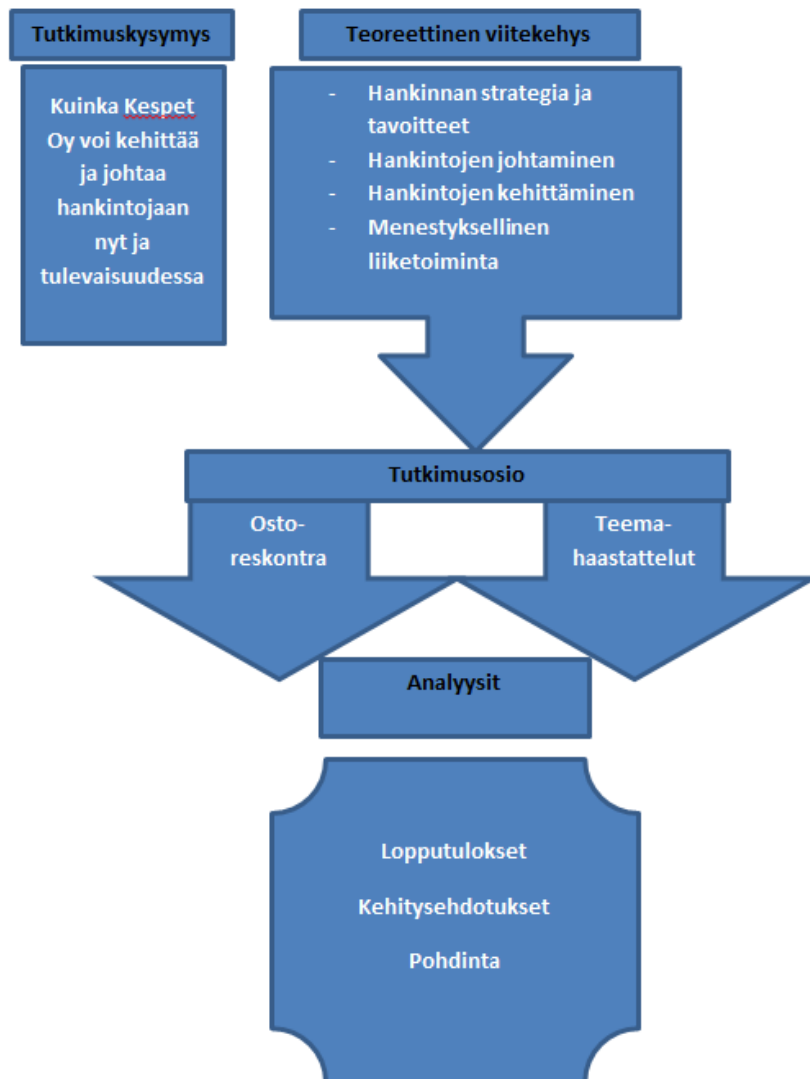 Tutkimuskysymys
Kuinka Kespet
Oy voi kehittää
ja johtaa
hankintojaan
nyt ja
tulevaisuudessa
Teoreettinen viitekehys
- Hankinnan strategia ja
tavoitteet
- Hankintojen johtaminen
- Hankintojen kehittäminen
- Menestyksellinen
liiketoiminta
Tutkimusosio
Osto-
reskontra
Teema-
haastattelut
Analyysit
Lopputulokset
Kehitysehdotukset
Pohdinta